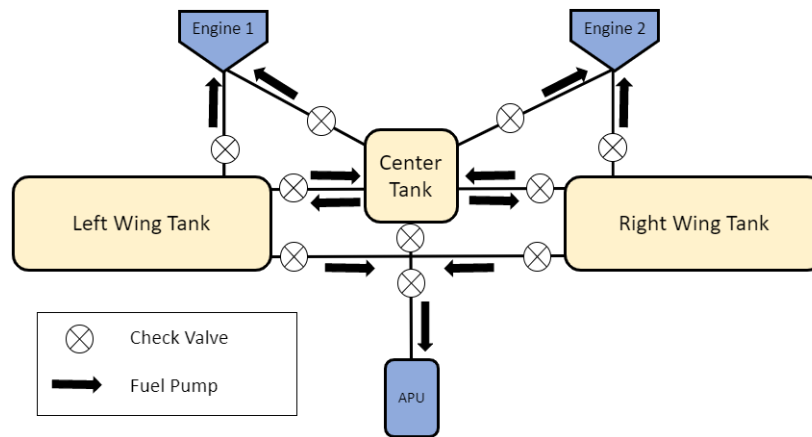 Engine 1
Engine 2
Center
Tank
Left Wing Tank
Right Wing Tank
Check Valve
Fuel Pump
APU